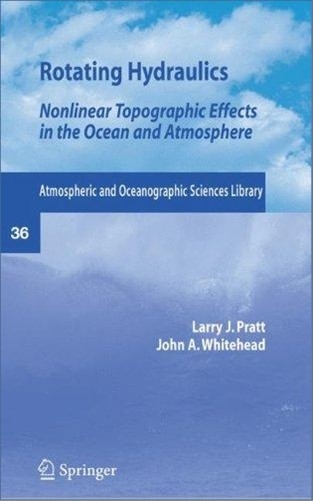 Rotating Hydraulics
Nonlinear Topographic Effects
in the Ocean and Atmosphere
Atmospheric and Oceanographic Sciences Library
36
Larry J. Pratt
John A. Whitehead
Springer